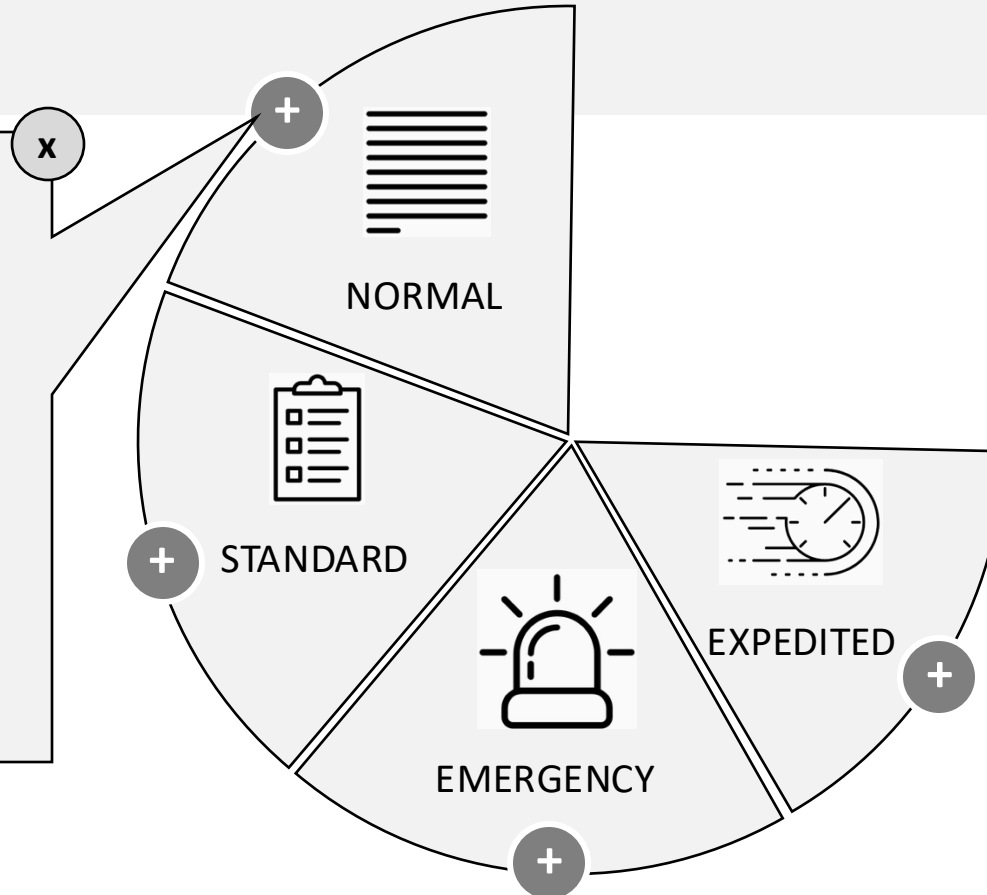 +
x
NORMAL
STANDARD
+
EXPEDITED
+
EMERGENCY
+